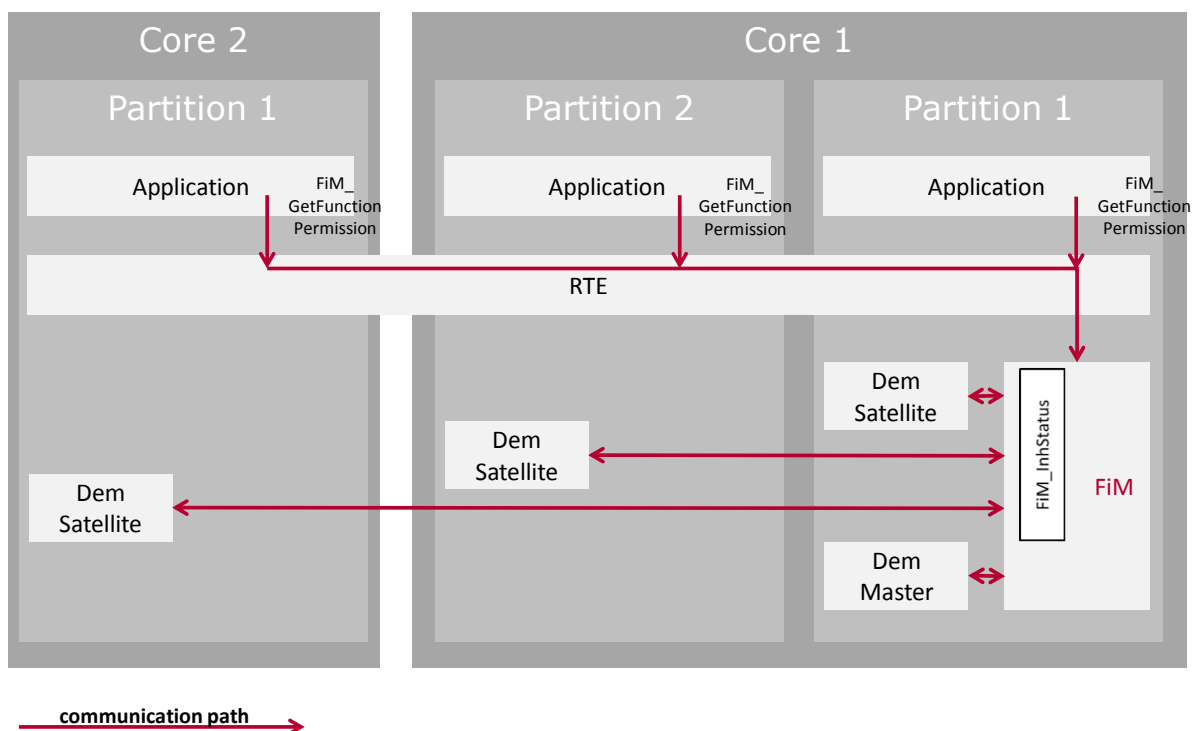 Core 2
Core 1
Partition 1
Partition 2
Partition 1
Application
FiM_
GetFunction
Permission
Application
FiM_
GetFunction
Permission
Application
FiM_
GetFunction
Permission
RTE
Dem
Satellite
Dem
Satellite
Dem
Satellite
Dem
Master
FiM_InhStatus
FiM
communication path